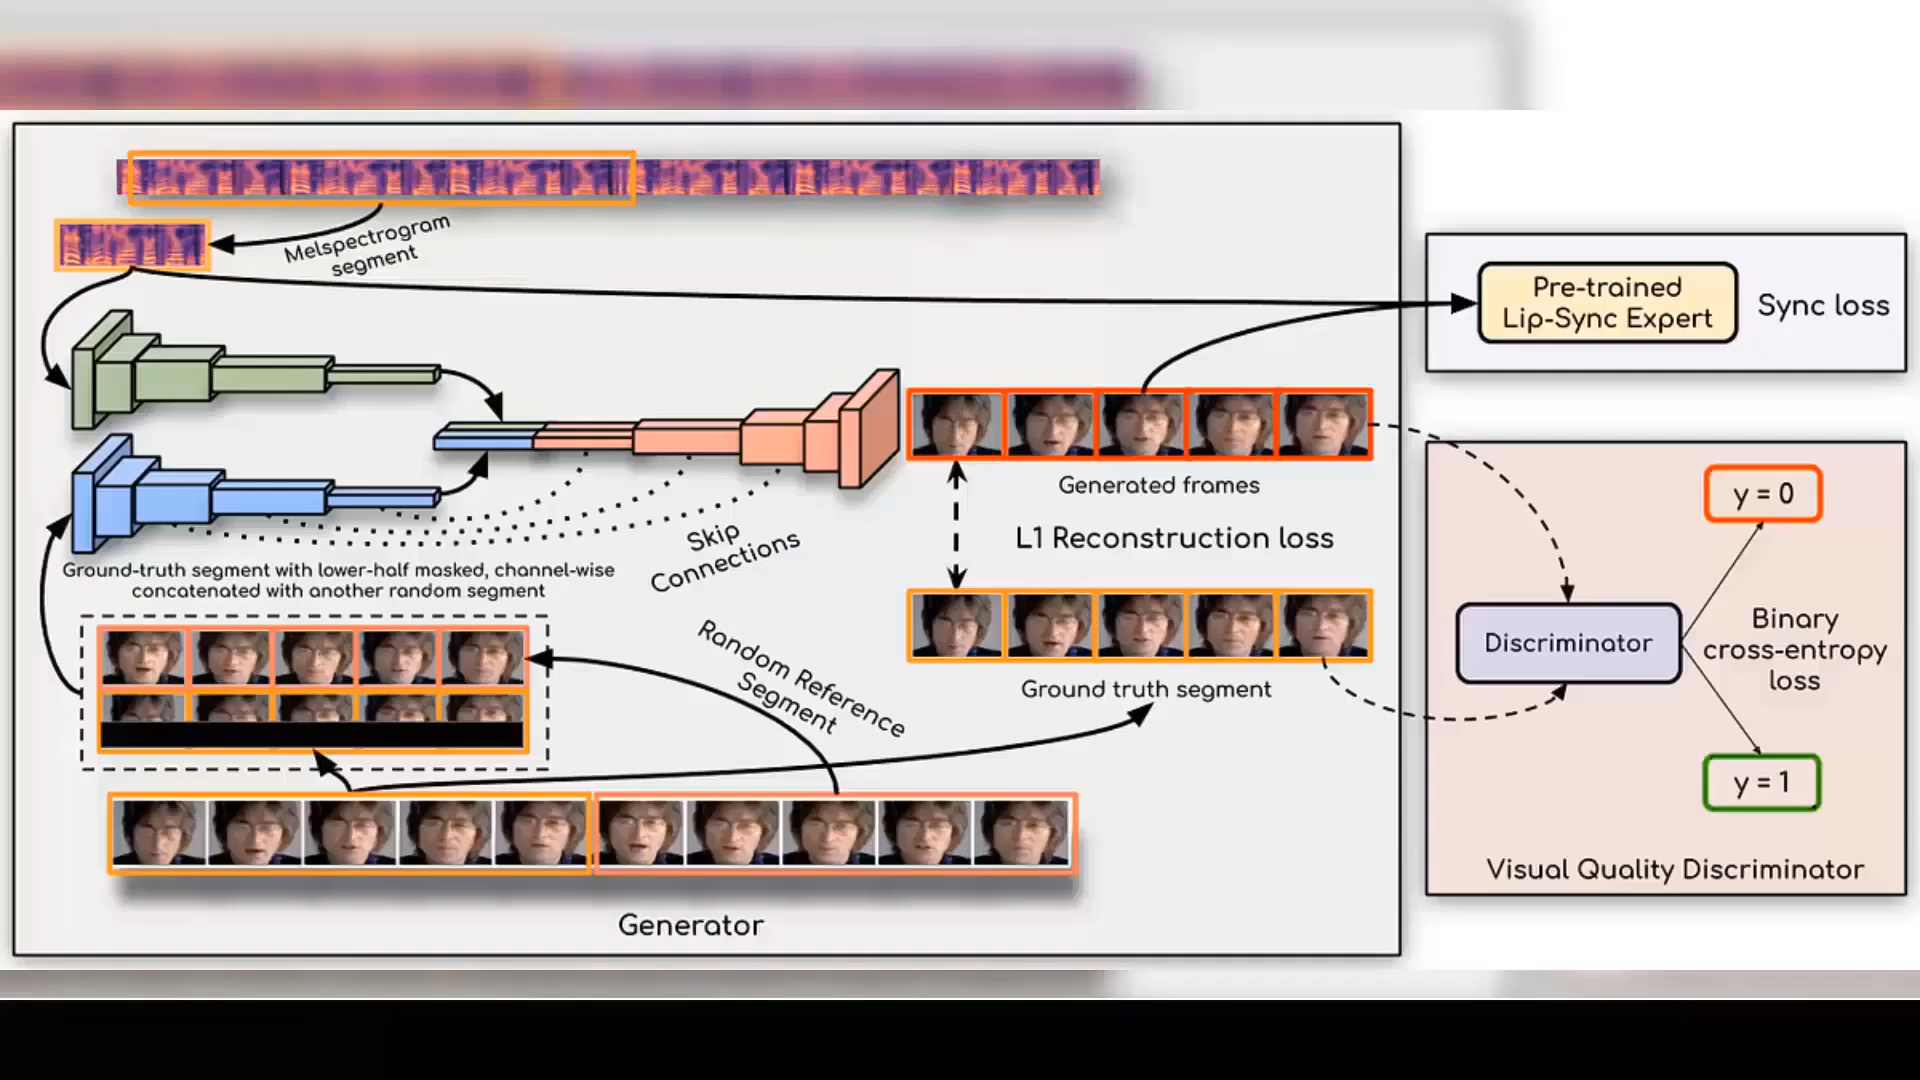 Melspectrogram
segment
Pre-trained
Lip-Sync Expert
Sync loss
Generated frames
y = 0
Skip
Connections
L1 Reconstruction loss
Ground-truth segment with lower-half masked, channel-wise
concatenated with another random segment
Random Reference
Segment
Ground truth segment
Discriminator
Binary
cross-entropy
loss
y = 1
Visual Quality Discriminator
Generator